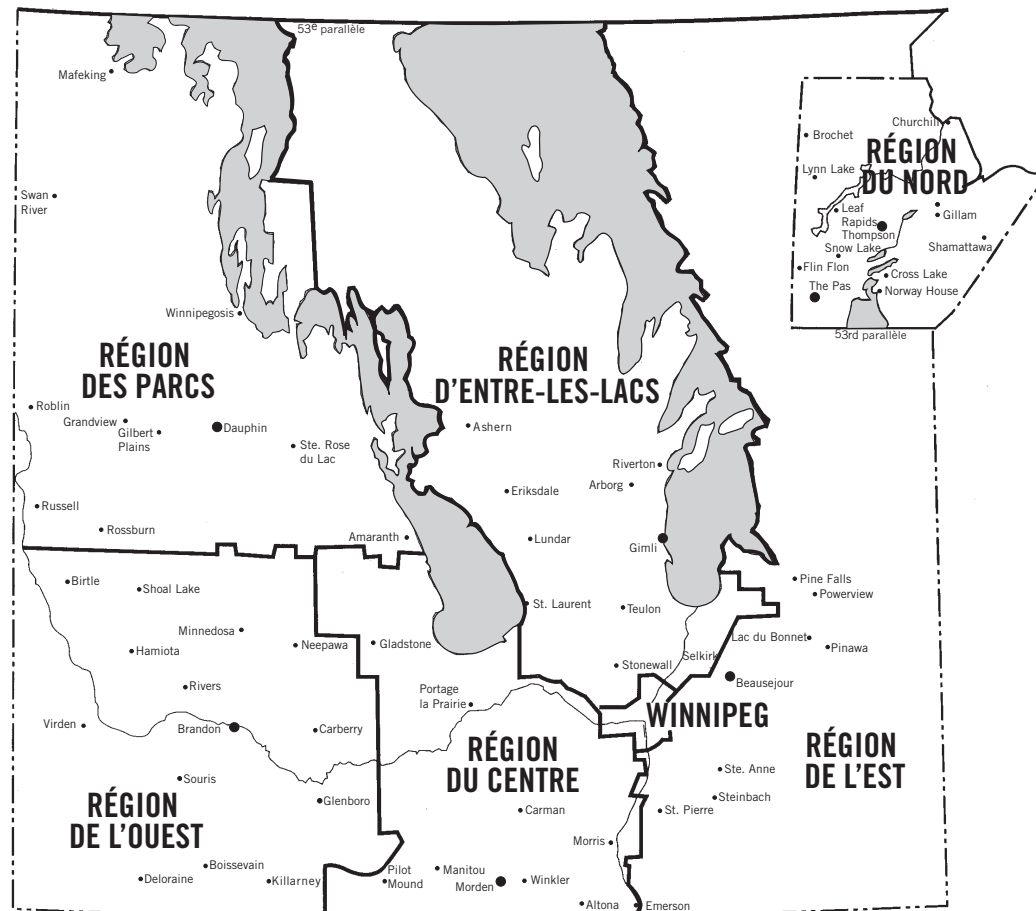 53e parallèle
Mafeking
Swan
River
Winnipegosis
RÉGION
DES PARCS
Roblin
Grandview
Gilbert
Plains
Dauphin
Ste. Rose
du Lac
Russell
Rossburn
Amaranth
RÉGION
D'ENTRE-LES-LACS
Ashern
Riverton
Arborg
Eriksdale
Lundar
Gimli
St. Laurent
Teulon
Stonewall
Selkirk
Churchill
Brochet
RÉGION
DU NORD
Lynn Lake
Leaf
Rapids
Gillam
Thompson
Snow Lake
Shamattawa
Flin Flon
Cross Lake
The Pas
Norway House
53rd parallèle
Birtle
Shoal Lake
Minnedosa
Neepawa
Hamiota
Rivers
Virden
Brandon
Carberry
Souris
Glenboro
RÉGION
DE L'OUEST
Boissevain
Deloraine
Killarney
Gladstone
Portage
la Prairie
RÉGION
DU CENTRE
Carman
Morris
Pilot
Mound
Manitou
Morden
Winkler
Altona
Emerson
WINNIPEG
Pine Falls
Powerview
Lac du Bonnet
Pinawa
Beausejour
RÉGION
DE L'EST
Ste. Anne
Steinbach
St. Pierre